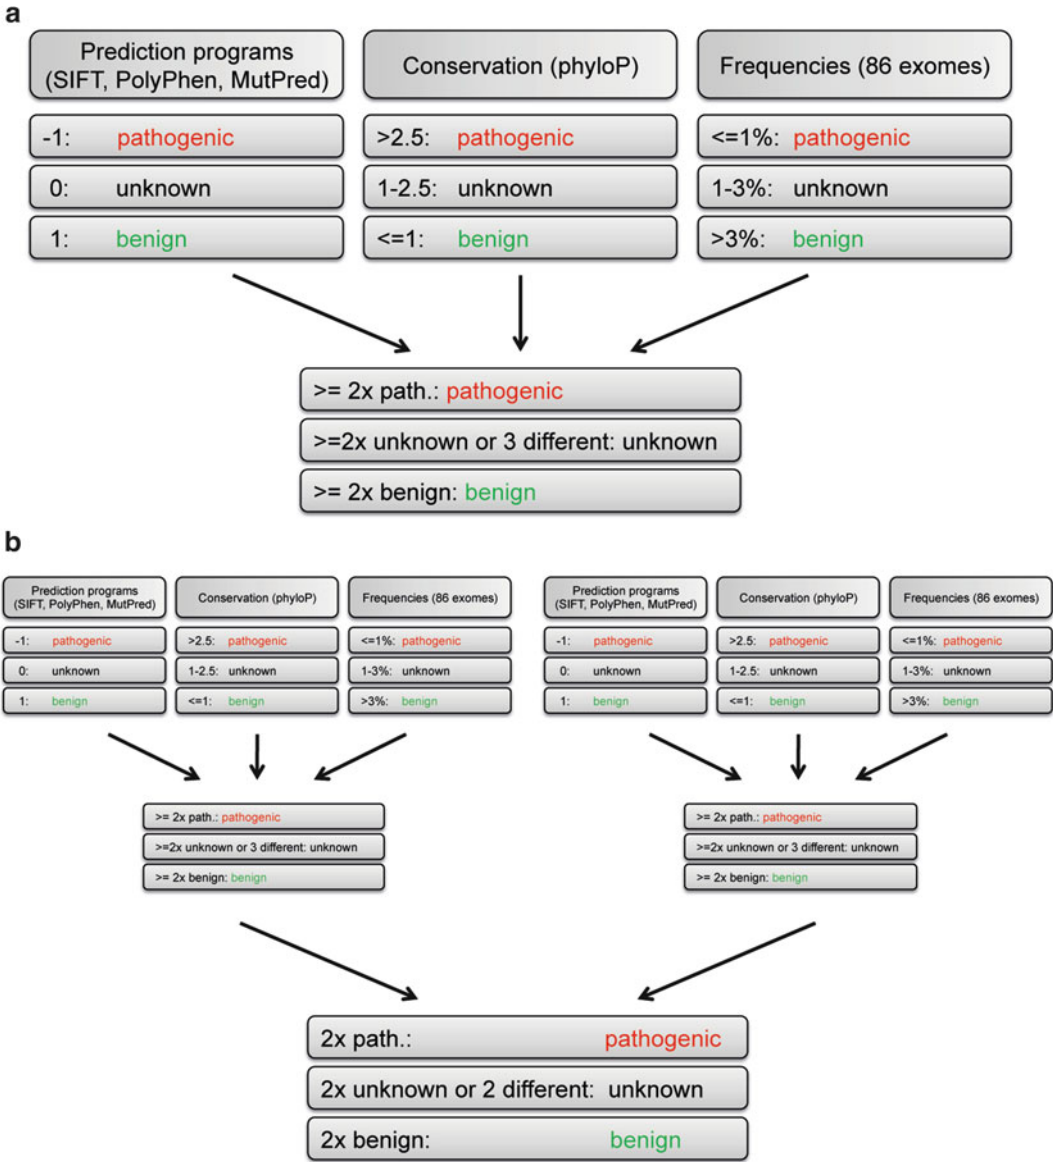 a
Prediction programs
(SIFT, PolyPhen, MutPred)
-1: pathogenic
0: unknown
1: benign
Conservation (phyloP)
>2.5: pathogenic
1-2.5: unknown
<=1: benign
Frequencies (86 exomes)
<=1%: pathogenic
1-3%: unknown
>3%: benign
>= 2x path.: pathogenic
>=2x unknown or 3 different: unknown
>= 2x benign: benign
b
Prediction programs
(SIFT, PolyPhen, MutPred)
-1: pathogenic
0: unknown
1: benign
Conservation (phyloP)
>2.5: pathogenic
1-2.5: unknown
<=1: benign
Frequencies (86 exomes)
<=1%: pathogenic
1-3%: unknown
>3%: benign
>= 2x path.: pathogenic
>=2x unknown or 3 different: unknown
>= 2x benign: benign
Prediction programs
(SIFT, PolyPhen, MutPred)
-1: pathogenic
0: unknown
1: benign
Conservation (phyloP)
>2.5: pathogenic
1-2.5: unknown
<=1: benign
Frequencies (86 exomes)
<=1%: pathogenic
1-3%: unknown
>3%: benign
>= 2x path.: pathogenic
>=2x unknown or 3 different: unknown
>= 2x benign: benign
2x path.: pathogenic
2x unknown or 2 different: unknown
2x benign: benign